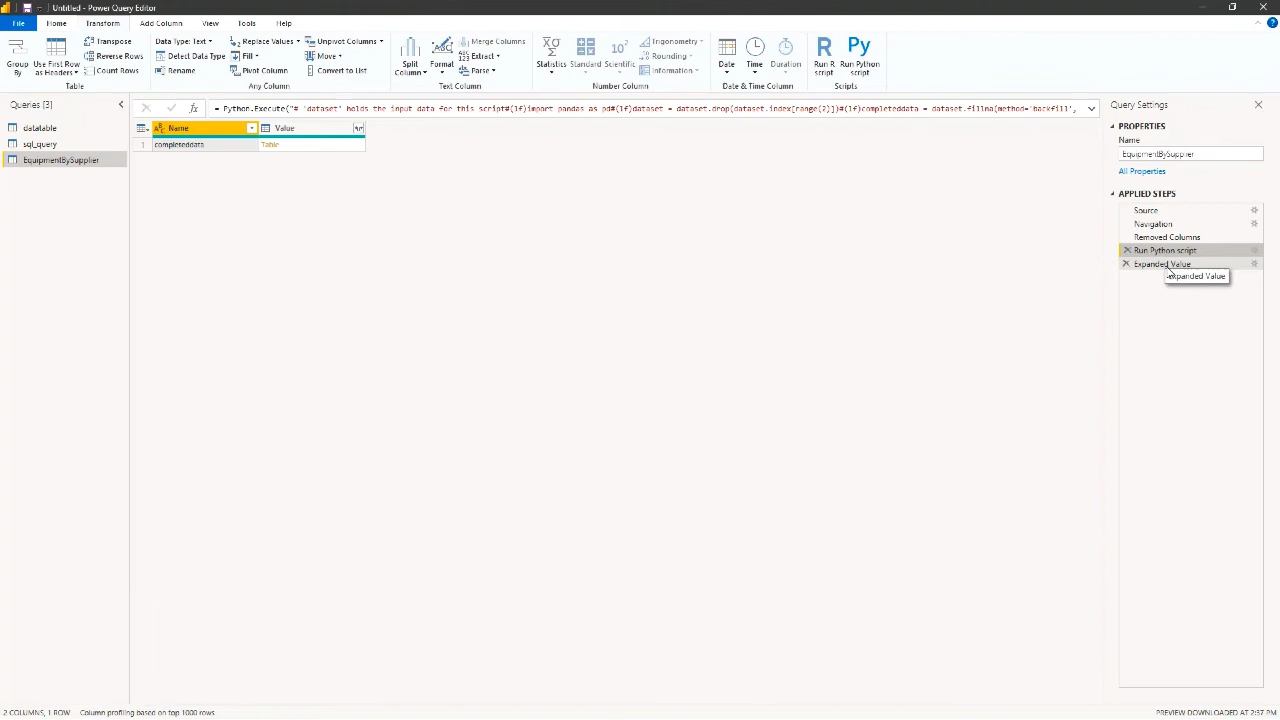 Untitled - Power Query Editor
File Home Transform Add Column View Tools Help
Group By
Use First Row as Headers
Transpose
Reverse Rows
Count Rows
Table
Data Type: Text
Detect Data Type
Rename
Replace Values
Fill
Pivot Column
Unpivot Columns
Move
Convert to List
Any Column
Split Column
Format
Merge Columns
Extract
Parse
Text Column
Statistics
Standard
Scientific
Trigonometry
Rounding
Information
Number Column
Date
Time
Duration
Date & Time Column
Run R script
Run Python script
Scripts
Queries [3]
datatable
sql_query
EquipmentBySupplier
= Python.Execute("# 'dataset' holds the input data for this script#(lf)import pandas as pd#(lf)dataset = dataset.drop(dataset.index[range(2)])#(lf)completeddata = dataset.fillna(method='backfill',
Name Value
1 completeddata Table
Query Settings
PROPERTIES
Name
EquipmentBySupplier
All Properties
APPLIED STEPS
Source
Navigation
Removed Columns
Run Python script
Expanded Value
Expanded Value
2 COLUMNS, 1 ROW Column profiling based on top 1000 rows
PREVIEW DOWNLOADED AT 2:37 PM